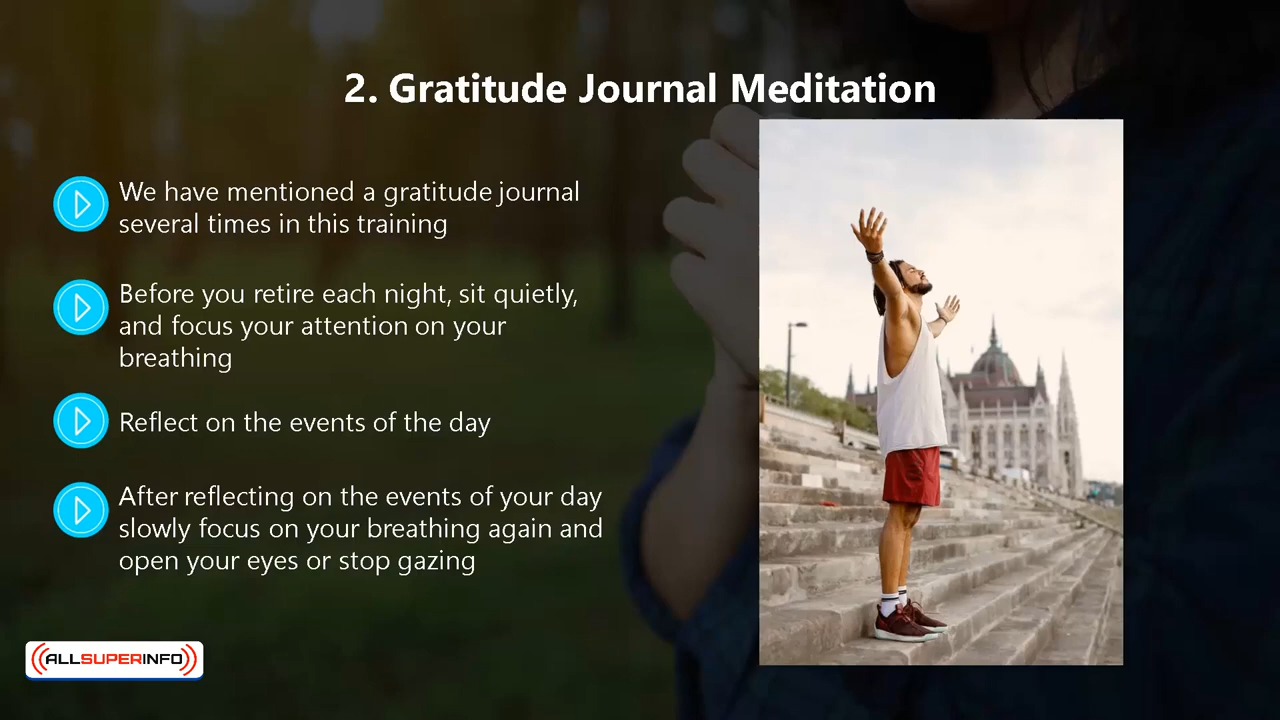 2. Gratitude Journal Meditation
We have mentioned a gratitude journal
several times in this training
Before you retire each night, sit quietly,
and focus your attention on your
breathing
Reflect on the events of the day
After reflecting on the events of your day
slowly focus on your breathing again and
open your eyes or stop gazing
ALLSUPERINFO